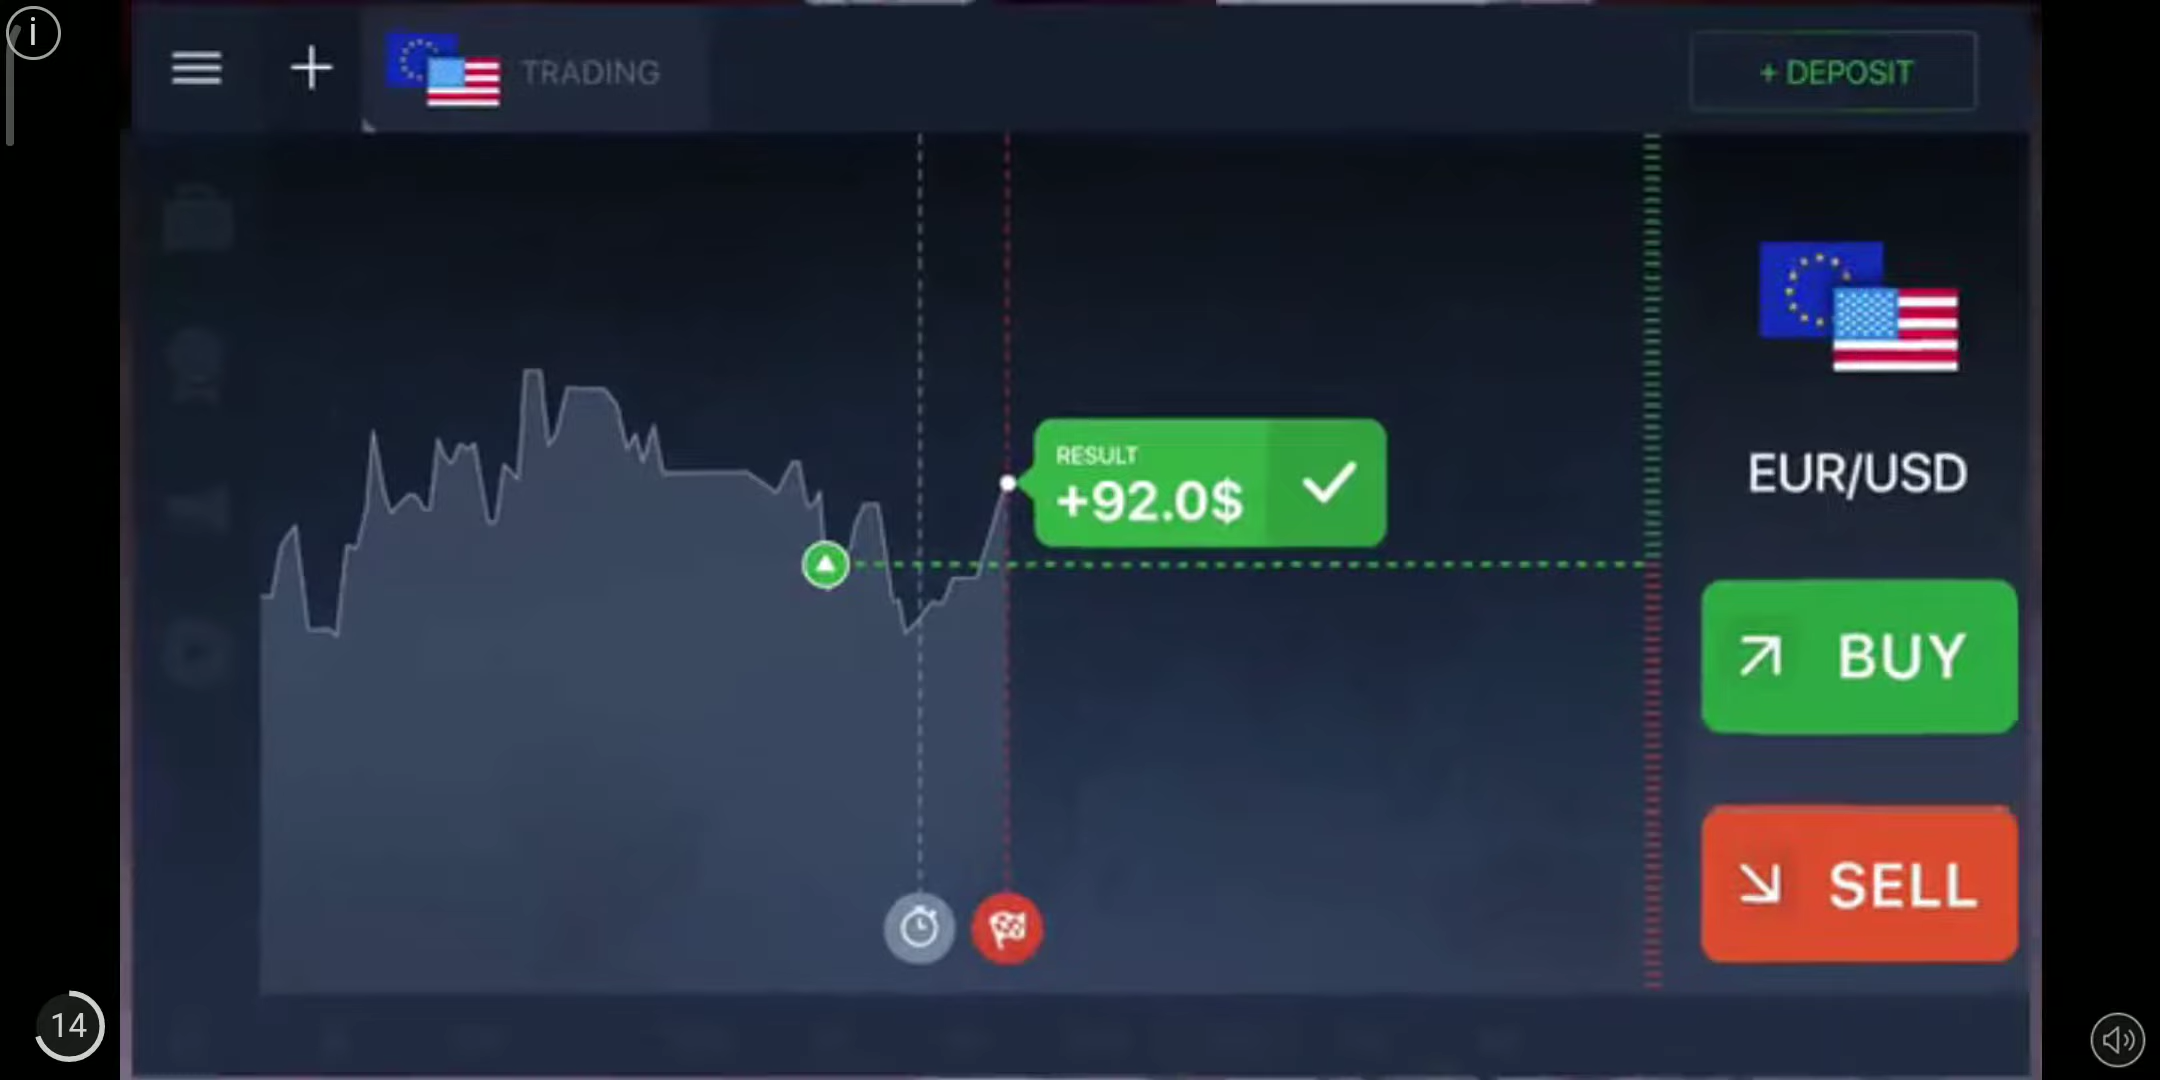 i
TRADING
+ DEPOSIT
RESULT
+92.0$
EUR/USD
BUY
SELL
14